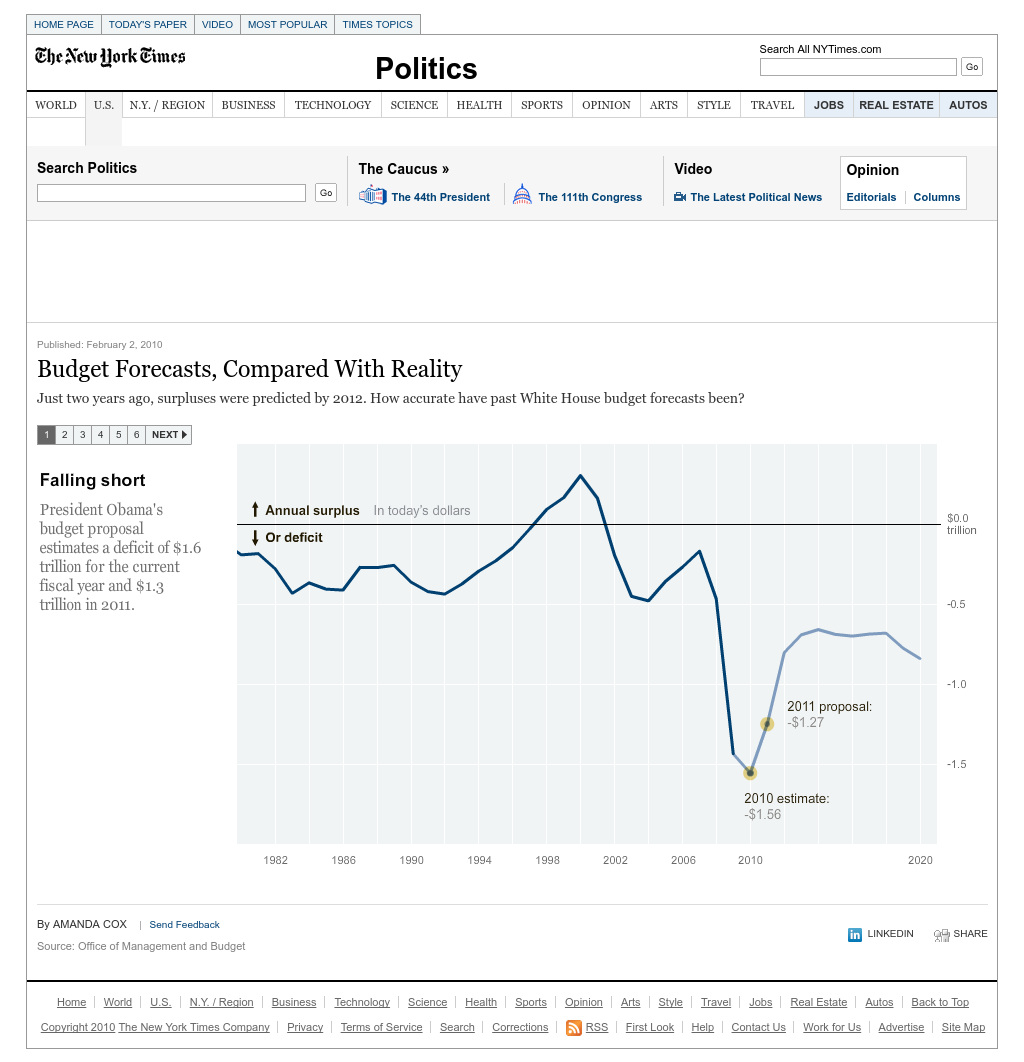 HOME PAGE TODAY'S PAPER VIDEO MOST POPULAR TIMES TOPICS
The New York Times
Politics
Search All NYTimes.com
Go
WORLD U.S. N.Y. / REGION BUSINESS TECHNOLOGY SCIENCE HEALTH SPORTS OPINION ARTS STYLE TRAVEL JOBS REAL ESTATE AUTOS
Search Politics
Go
The Caucus »
The 44th President The 111th Congress
Video
The Latest Political News
Opinion
Editorials Columns
Published: February 2, 2010
Budget Forecasts, Compared With Reality
Just two years ago, surpluses were predicted by 2012. How accurate have past White House budget forecasts been?
1 2 3 4 5 6 NEXT
Falling short
President Obama's
budget proposal
estimates a deficit of $1.6
trillion for the current
fiscal year and $1.3
trillion in 2011.
Annual surplus In today's dollars
Or deficit
$0.0
trillion
-0.5
-1.0
-1.5
2011 proposal:
-$1.27
2010 estimate:
-$1.56
1982 1986 1990 1994 1998 2002 2006 2010 2020
By AMANDA COX | Send Feedback
Source: Office of Management and Budget
LINKEDIN SHARE
Home World U.S. N.Y. / Region Business Technology Science Health Sports Opinion Arts Style Travel Jobs Real Estate Autos Back to Top
Copyright 2010 The New York Times Company Privacy Terms of Service Search Corrections RSS First Look Help Contact Us Work for Us Advertise Site Map